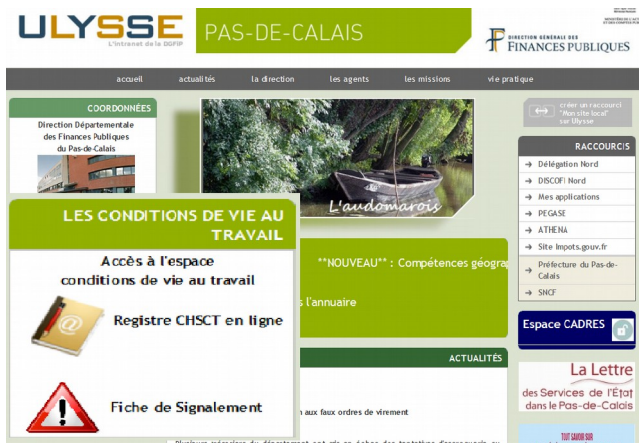 ULYSSE
L'intranet de la DGFiP
PAS-DE-CALAIS
DIRECTION GÉNÉRALE DES
FINANCES PUBLIQUES
accueil
actualités
la direction
les agents
les missions
vie pratique
COORDONNÉES
Direction Départementale
des Finances Publiques
du Pas-de-Calais
L'audomarois
créer un raccourci
"Mon site local"
sur Ulysse
RACCOURCIS
→ Délégation Nord
→ DISCOFI Nord
→ Mes applications
→ PEGASE
→ ATHENA
→ Site Impots.gouv.fr
→ Préfecture du Pas-de-
Calais
→ SNCF
LES CONDITIONS DE VIE AU
TRAVAIL
Accès à l'espace
conditions de vie au travail
@
Registre CHSCT en ligne
Fiche de Signalement
**NOUVEAU** : Compétences géogra
l'annuaire
Espace CADRES
ACTUALITÉS
aux faux ordres de virement
La Lettre
des Services de l'État
dans le Pas-de-Calais
TOUT SAVOIR SUR